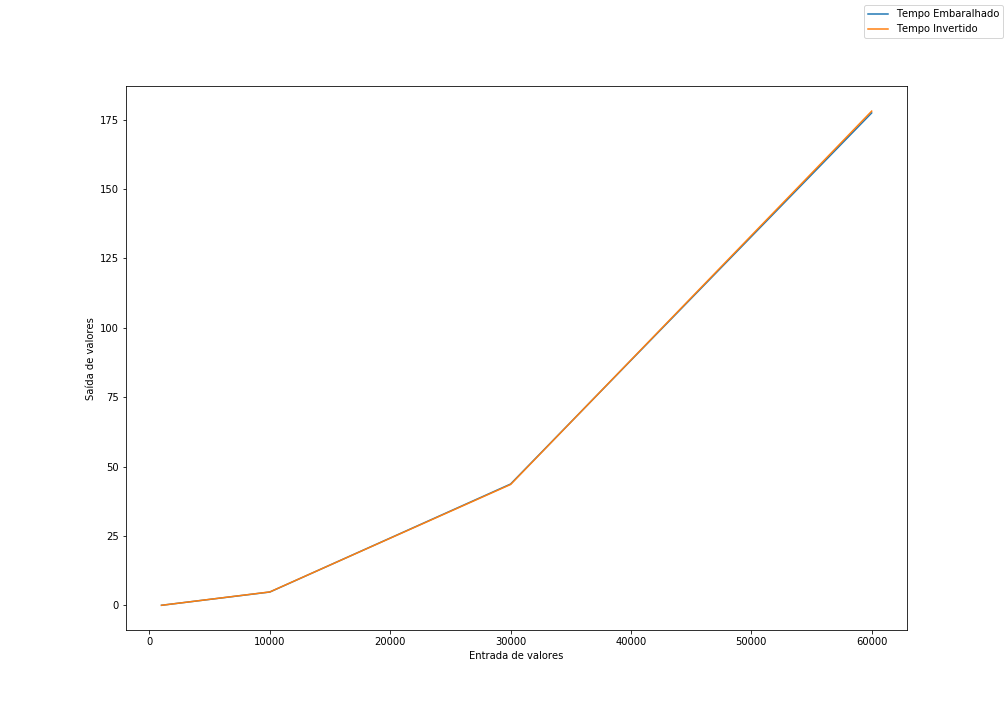 Tempo Embaralhado
Tempo Invertido
175
150
125
100
75
50
25
0
Saída de valores
0 10000 20000 30000 40000 50000 60000
Entrada de valores